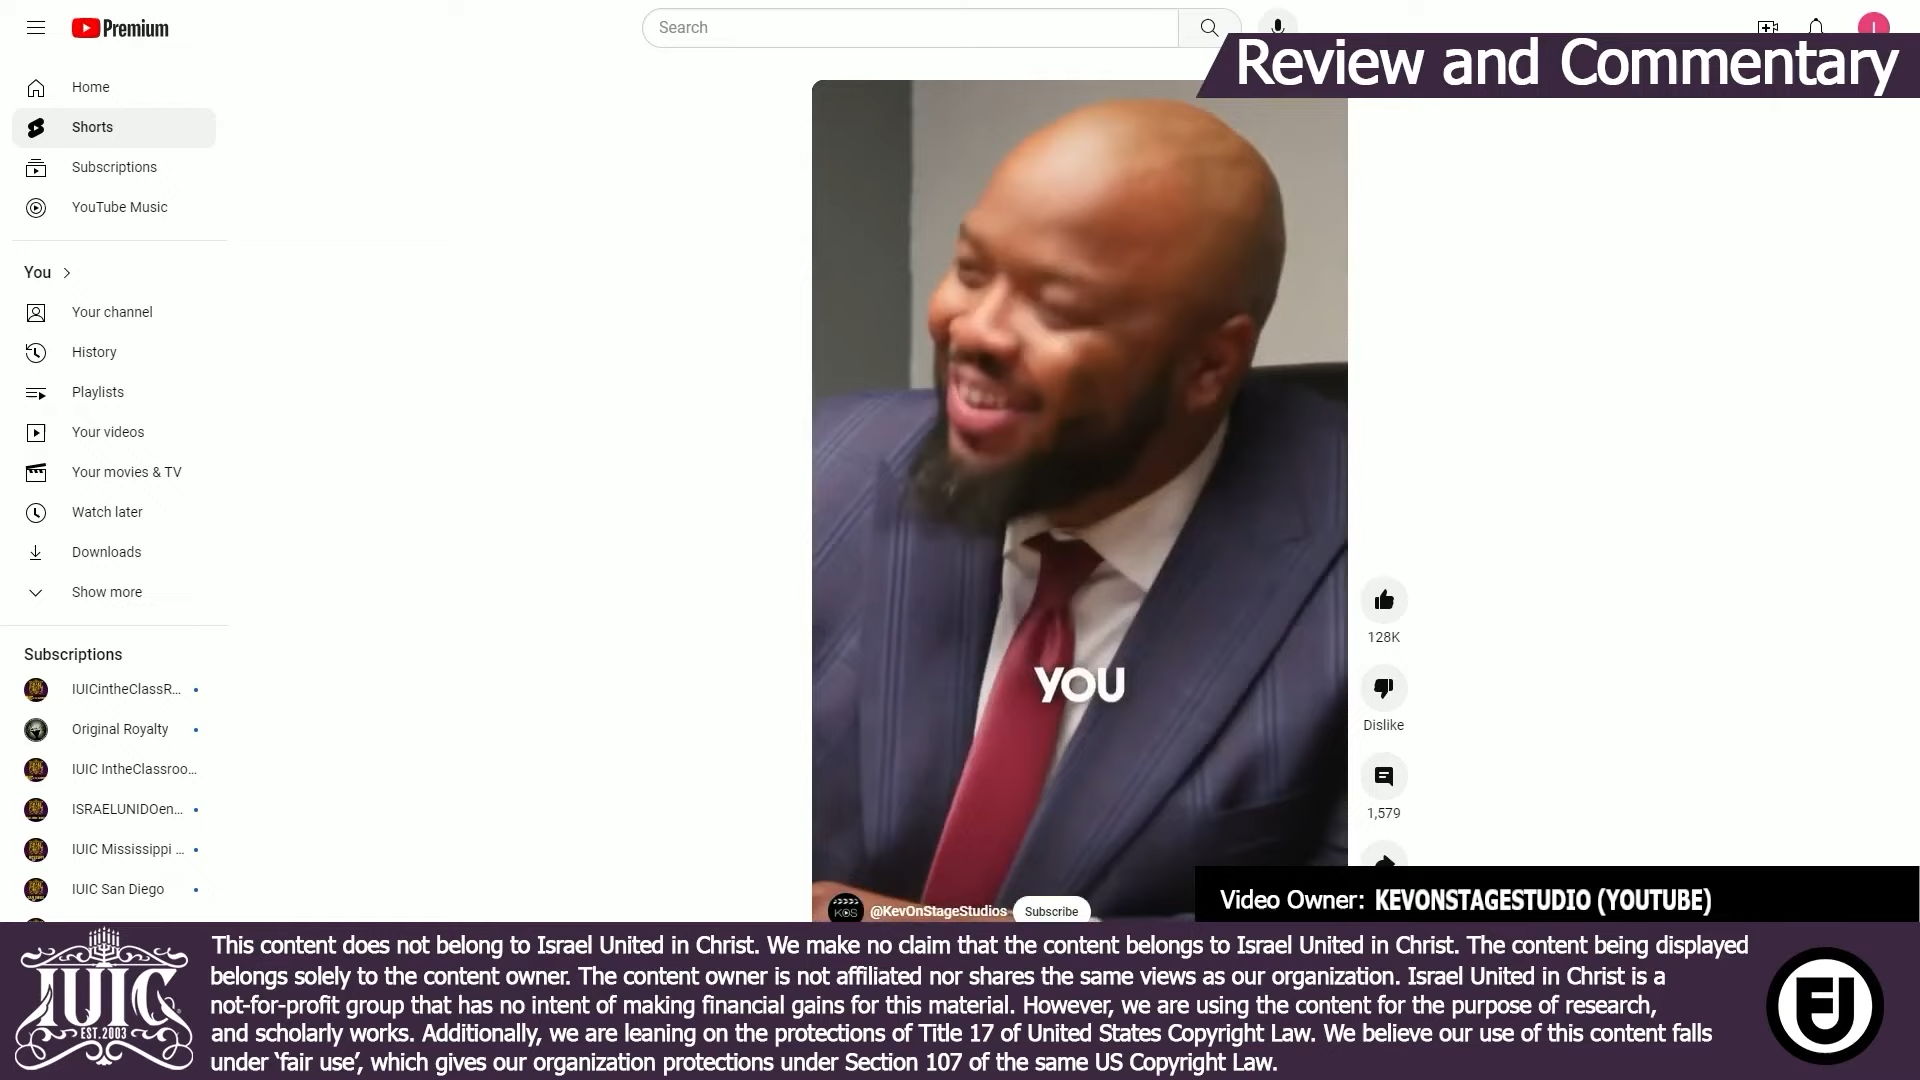 Premium
Search
Review and Commentary
Home
Shorts
Subscriptions
YouTube Music
You
Your channel
History
Playlists
Your videos
Your movies & TV
Watch later
Downloads
Show more
Subscriptions
IUICintheClassR...
Original Royalty
IUIC IntheClassroo...
ISRAELUNIDOen...
IUIC Mississippi ...
IUIC San Diego
YOU
128K
Dislike
1,579
KOS
@KevOnStageStudios
Subscribe
Video Owner: KEVONSTAGESTUDIO (YOUTUBE)
IUIC
EST.2003
This content does not belong to Israel United in Christ. We make no claim that the content belongs to Israel United in Christ. The content being displayed
belongs solely to the content owner. The content owner is not affiliated nor shares the same views as our organization. Israel United in Christ is a
not-for-profit group that has no intent of making financial gains for this material. However, we are using the content for the purpose of research,
and scholarly works. Additionally, we are leaning on the protections of Title 17 of United States Copyright Law. We believe our use of this content falls
under ‘fair use’, which gives our organization protections under Section 107 of the same US Copyright Law.